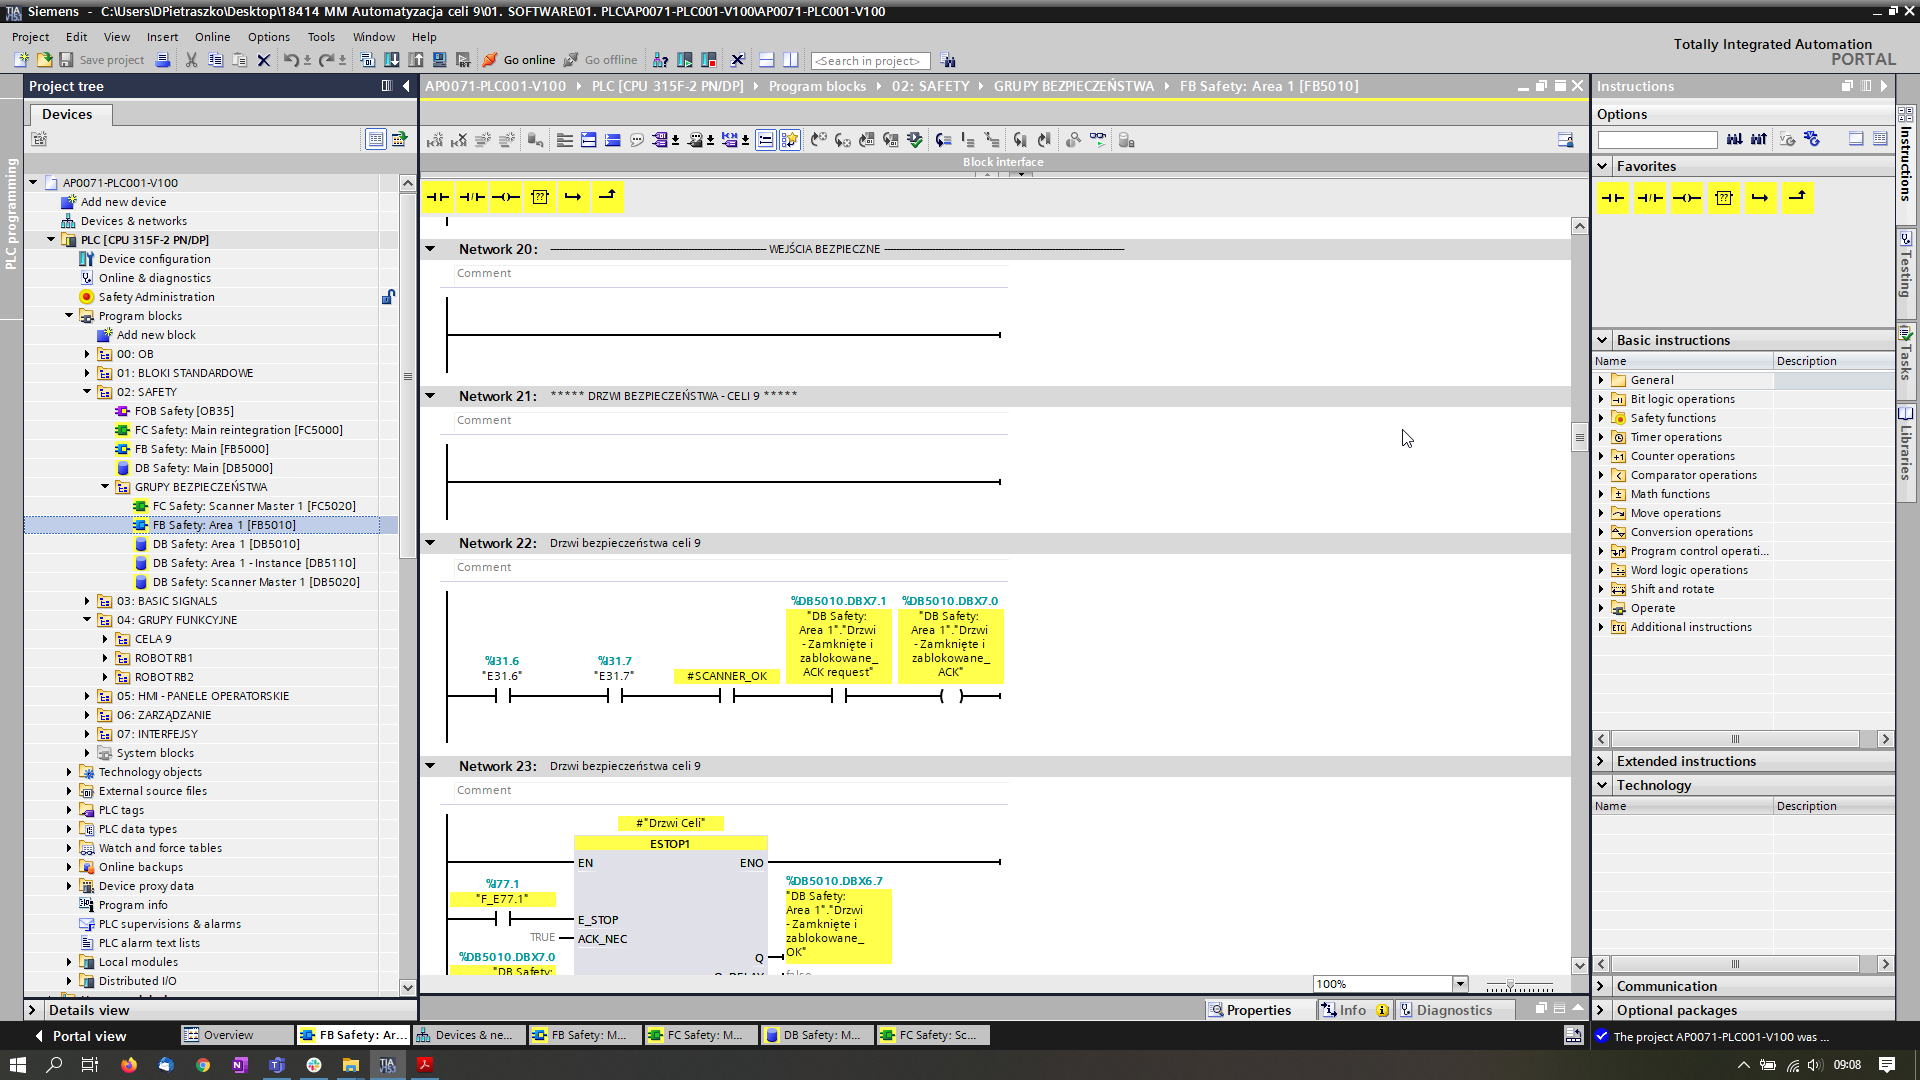 Siemens - C:\Users\DPietraszko\Desktop\18414 MM Automatyzacja celi 9\01. SOFTWARE\01. PLC\AP0071-PLC001-V100\AP0071-PLC001-V100
Project Edit View Insert Online Options Tools Window Help
Totally Integrated Automation
PORTAL
Save project
Go online
Go offline
<Search in project>
Project tree
AP0071-PLC001-V100 PLC [CPU 315F-2 PN/DP] Program blocks 02: SAFETY GRUPY BEZPIECZEŃSTWA FB Safety: Area 1 [FB5010]
Instructions
Devices
Options
PLC programming
AP0071-PLC001-V100
Add new device
Devices & networks
PLC [CPU 315F-2 PN/DP]
Device configuration
Online & diagnostics
Safety Administration
Program blocks
Add new block
00: OB
01: BLOKI STANDARDOWE
02: SAFETY
FOB Safety [OB35]
FC Safety: Main reintegration [FC5000]
FB Safety: Main [FB5000]
DB Safety: Main [DB5000]
GRUPY BEZPIECZEŃSTWA
FC Safety: Scanner Master 1 [FC5020]
FB Safety: Area 1 [FB5010]
DB Safety: Area 1 [DB5010]
DB Safety: Area 1 - Instance [DB5110]
DB Safety: Scanner Master 1 [DB5020]
03: BASIC SIGNALS
04: GRUPY FUNKCYJNE
CELA 9
ROBOT RB1
ROBOT RB2
05: HMI - PANELE OPERATORSKIE
06: ZARZĄDZANIE
07: INTERFEJSY
System blocks
Technology objects
External source files
PLC tags
PLC data types
Watch and force tables
Online backups
Device proxy data
Program info
PLC supervisions & alarms
PLC alarm text lists
Local modules
Distributed I/O
Details view
Block interface
Network 20: WEJŚCIA BEZPIECZNE
Comment
Network 21: ***** DRZWI BEZPIECZEŃSTWA - CELI 9 *****
Comment
Network 22: Drzwi bezpieczeństwa celi 9
Comment
%DB5010.DBX7.1 %DB5010.DBX7.0
"DB Safety: "DB Safety:
Area 1"."Drzwi Area 1"."Drzwi
- Zamknięte i - Zamknięte i
zablokowane_ zablokowane_
ACK request" ACK"
%I31.6 %I31.7
"E31.6" "E31.7" #SCANNER_OK
Network 23: Drzwi bezpieczeństwa celi 9
Comment
#"Drzwi Celi"
ESTOP1
EN ENO
%I77.1
"F_E77.1"
E_STOP
TRUE ACK_NEC
%DB5010.DBX7.0
"DB Safety:
%DB5010.DBX6.7
"DB Safety:
Area 1"."Drzwi
- Zamknięte i
zablokowane_
OK"
Q
Q_DELAY false
100%
Properties Info Diagnostics
Favorites
Basic instructions
Name Description
General
Bit logic operations
Safety functions
Timer operations
Counter operations
Comparator operations
Math functions
Move operations
Conversion operations
Program control operati...
Word logic operations
Shift and rotate
Operate
Additional instructions
Extended instructions
Technology
Name Description
Communication
Optional packages
Instructions
Testing
Tasks
Libraries
Portal view
Overview
FB Safety: Ar...
Devices & ne...
FB Safety: M...
FC Safety: M...
DB Safety: M...
FC Safety: Sc...
The project AP0071-PLC001-V100 was ...
09:08